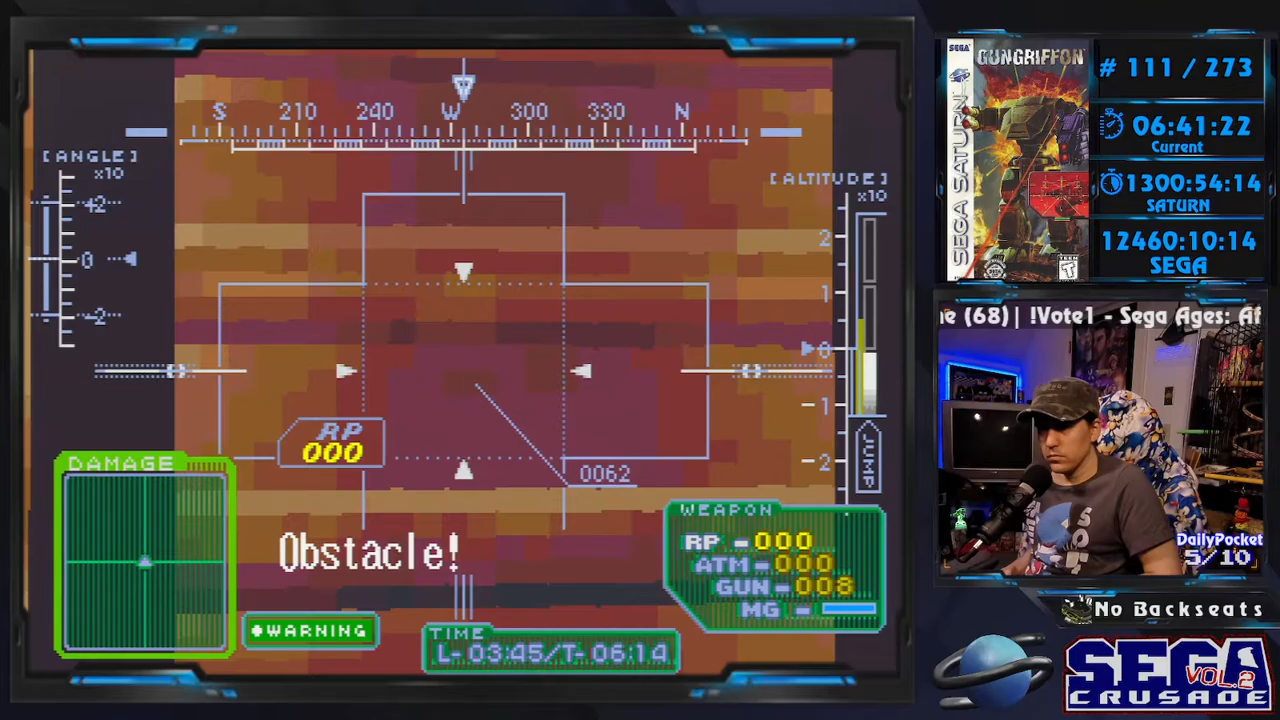 S 210 240 W 300 330 N
[ANGLE]
x10
+2
0
-2
[ALTITUDE]
x10
2
1
0
-1
-2
JUMP
RP
000
0062
DAMAGE
Obstacle!
WARNING
WEAPON
RP - 000
ATM - 000
GUN - 008
MG -
TIME
L- 03:45/T- 06:14
SEGA
SEGA SATURN
GUNGRIFFON
TEEN
T
# 111 / 273
06:41:22
Current
1300:54:14
SATURN
12460:10:14
SEGA
e (68)| !Vote1 - Sega Ages: Af
DailyPocket
5/ 10
No Backseats
SEGA
VOL.2
CRUSADE